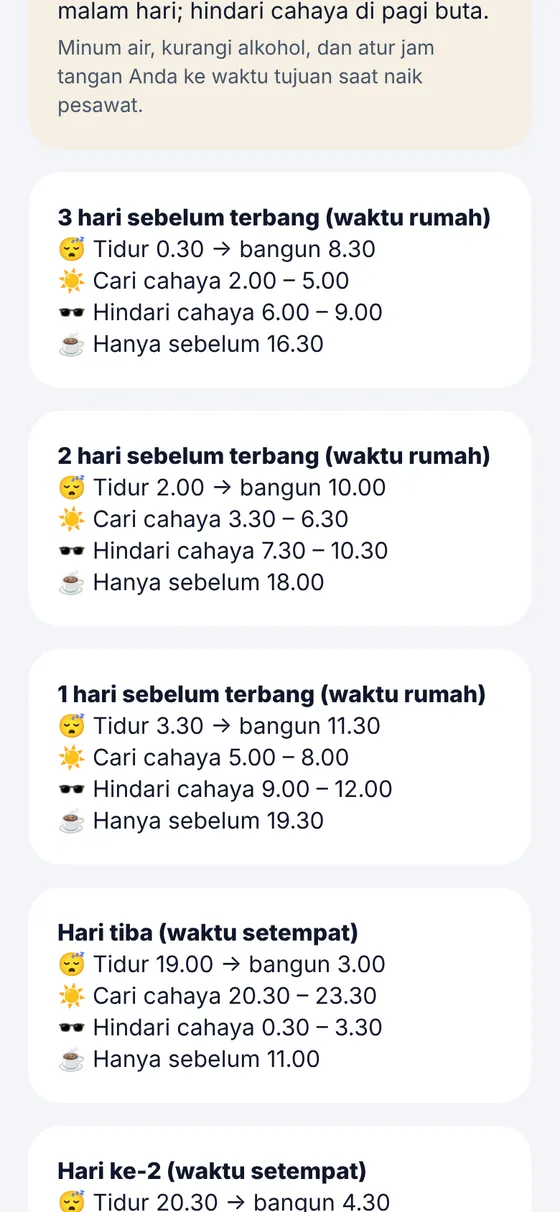 malam hari; hindari cahaya di pagi buta.
Minum air, kurangi alkohol, dan atur jam
tangan Anda ke waktu tujuan saat naik
pesawat.
3 hari sebelum terbang (waktu rumah)
😴 Tidur 0.30 → bangun 8.30
☀️ Cari cahaya 2.00 – 5.00
🕶️ Hindari cahaya 6.00 – 9.00
☕ Hanya sebelum 16.30
2 hari sebelum terbang (waktu rumah)
😴 Tidur 2.00 → bangun 10.00
☀️ Cari cahaya 3.30 – 6.30
🕶️ Hindari cahaya 7.30 – 10.30
☕ Hanya sebelum 18.00
1 hari sebelum terbang (waktu rumah)
😴 Tidur 3.30 → bangun 11.30
☀️ Cari cahaya 5.00 – 8.00
🕶️ Hindari cahaya 9.00 – 12.00
☕ Hanya sebelum 19.30
Hari tiba (waktu setempat)
😴 Tidur 19.00 → bangun 3.00
☀️ Cari cahaya 20.30 – 23.30
🕶️ Hindari cahaya 0.30 – 3.30
☕ Hanya sebelum 11.00
Hari ke-2 (waktu setempat)
😴 Tidur 20.30 → bangun 4.30